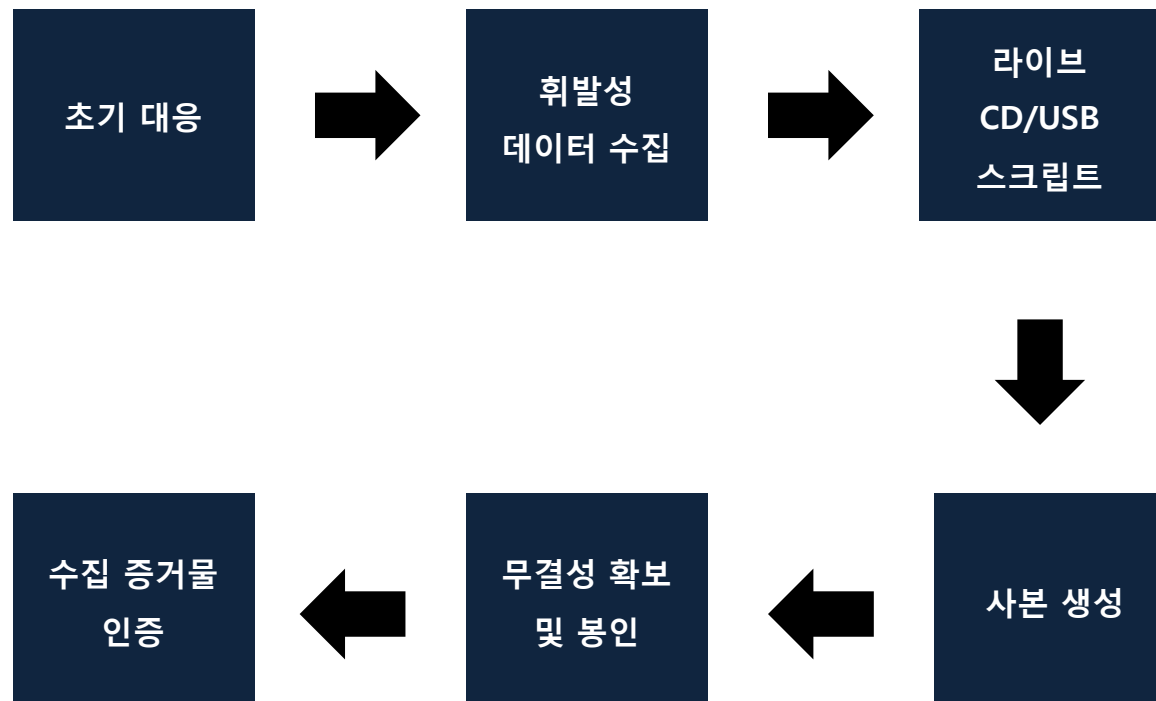 초기 대응
휘발성
데이터 수집
라이브
CD/USB
스크립트
사본 생성
무결성 확보
및 봉인
수집 증거물
인증